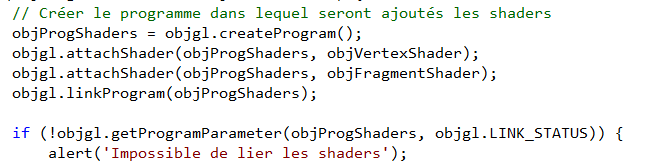 // Créer le programme dans lequel seront ajoutés les shaders
objProgShaders = objgl.createProgram();
objgl.attachShader(objProgShaders, objVertexShader);
objgl.attachShader(objProgShaders, objFragmentShader);
objgl.linkProgram(objProgShaders);
if (!objgl.getProgramParameter(objProgShaders, objgl.LINK_STATUS)) {
alert('Impossible de lier les shaders');